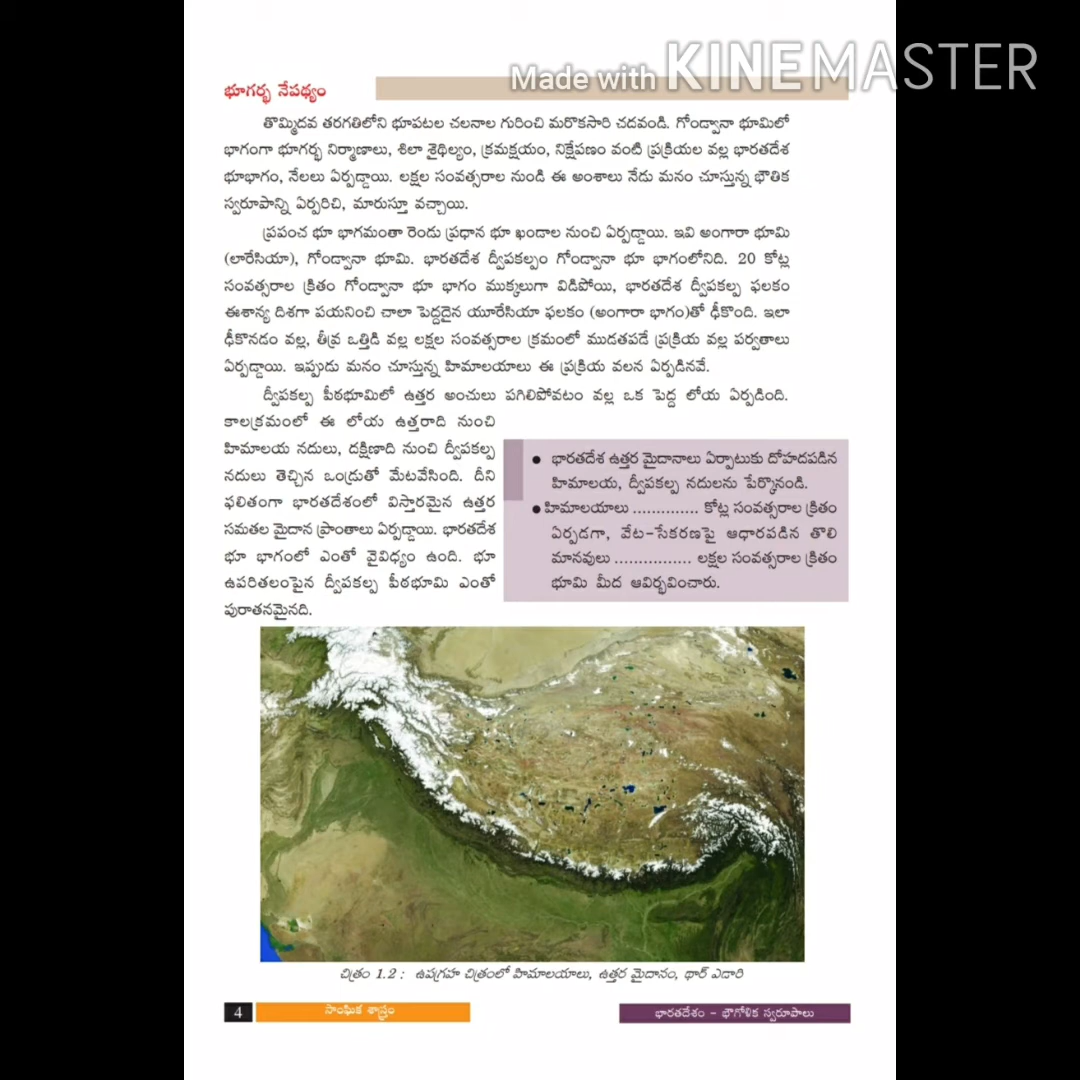 Made with KINEMASTER
భూగర్భ నేపథ్యం
తొమ్మిదవ తరగతిలోని భూపటల చలనాల గురించి మరొకసారి చదవండి. గోండ్వానా భూమిలో
భాగంగా భూగర్భ నిర్మాణాలు, శిలా శైథిల్యం, క్రమక్షయం, నిక్షేపణం వంటి ప్రక్రియల వల్ల భారతదేశ
భూభాగం, నేలలు ఏర్పడ్డాయి. లక్షల సంవత్సరాల నుండి ఈ అంశాలు నేడు మనం చూస్తున్న భౌతిక
స్వరూపాన్ని ఏర్పరిచి, మారుస్తూ వచ్చాయి.
ప్రపంచ భూ భాగమంతా రెండు ప్రధాన భూ ఖండాల నుంచి ఏర్పడ్డాయి. ఇవి అంగారా భూమి
(లారేసియా), గోండ్వానా భూమి. భారతదేశ ద్వీపకల్పం గోండ్వానా భూ భాగంలోనిది. 20 కోట్ల
సంవత్సరాల క్రితం గోండ్వానా భూ భాగం ముక్కలుగా విడిపోయి, భారతదేశ ద్వీపకల్ప ఫలకం
ఈశాన్య దిశగా పయనించి చాలా పెద్దదైన యూరేసియా ఫలకం (అంగారా భాగం)తో ఢీకొంది. ఇలా
ఢీకొనడం వల్ల, తీవ్ర ఒత్తిడి వల్ల లక్షల సంవత్సరాల క్రమంలో ముడతపడే ప్రక్రియ వల్ల పర్వతాలు
ఏర్పడ్డాయి. ఇప్పుడు మనం చూస్తున్న హిమాలయాలు ఈ ప్రక్రియ వలన ఏర్పడినవే.
ద్వీపకల్ప పీఠభూమిలో ఉత్తర అంచులు పగిలిపోవటం వల్ల ఒక పెద్ద లోయ ఏర్పడింది.
కాలక్రమంలో ఈ లోయ ఉత్తరాది నుంచి
హిమాలయ నదులు, దక్షిణాది నుంచి ద్వీపకల్ప
నదులు తెచ్చిన ఒండ్రుతో మేటవేసింది. దీని
ఫలితంగా భారతదేశంలో విస్తారమైన ఉత్తర
సమతల మైదాన ప్రాంతాలు ఏర్పడ్డాయి. భారతదేశ
భూ భాగంలో ఎంతో వైవిధ్యం ఉంది. భూ
ఉపరితలంపైన ద్వీపకల్ప పీఠభూమి ఎంతో
పురాతనమైనది.
● భారతదేశ ఉత్తర మైదానాలు ఏర్పాటుకు దోహదపడిన
హిమాలయ, ద్వీపకల్ప నదులను పేర్కొనండి.
● హిమాలయాలు .............. కోట్ల సంవత్సరాల క్రితం
ఏర్పడగా, వేట-సేకరణపై ఆధారపడిన తొలి
మానవులు ................ లక్షల సంవత్సరాల క్రితం
భూమి మీద ఆవిర్భవించారు.
చిత్రం 1.2 : ఉపగ్రహ చిత్రంలో హిమాలయాలు, ఉత్తర మైదానం, థార్ ఎడారి
4 సాంఘిక శాస్త్రం
భారతదేశం - భౌగోళిక స్వరూపాలు